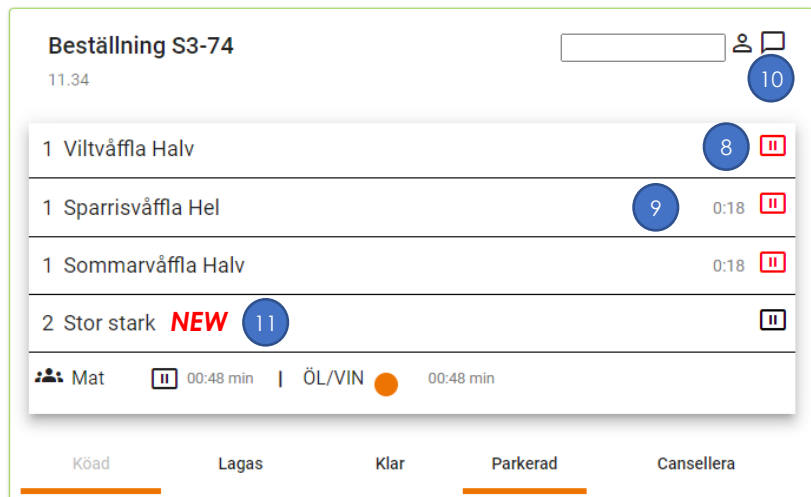 Beställning S3-74
11.34
10
1 Viltvåffla Halv 8
1 Sparrisvåffla Hel 9 0:18
1 Sommarvåffla Halv 0:18
2 Stor stark NEW 11
Mat 00:48 min | ÖL/VIN 00:48 min
Köad Lagas Klar Parkerad Cansellera